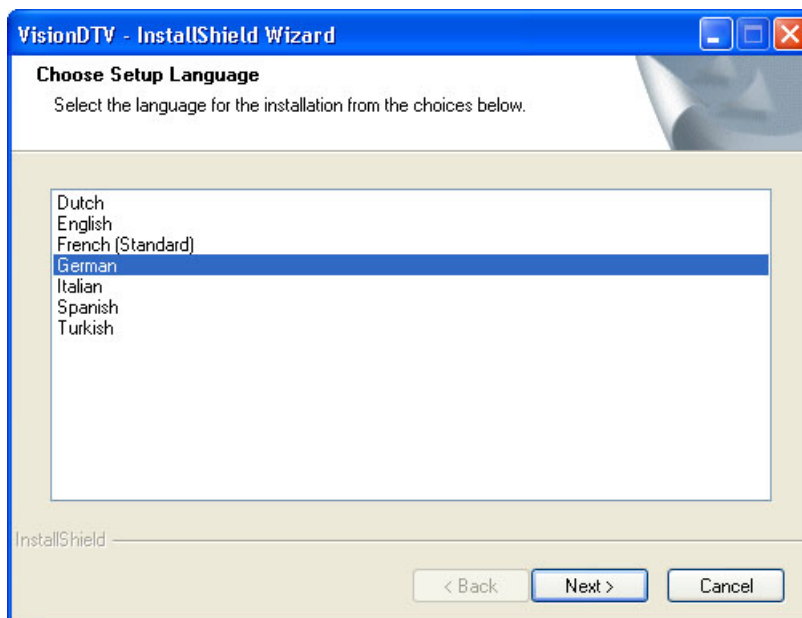 VisionDTV - InstallShield Wizard
Choose Setup Language
Select the language for the installation from the choices below.
Dutch
English
French (Standard)
German
Italian
Spanish
Turkish
InstallShield
< Back Next > Cancel